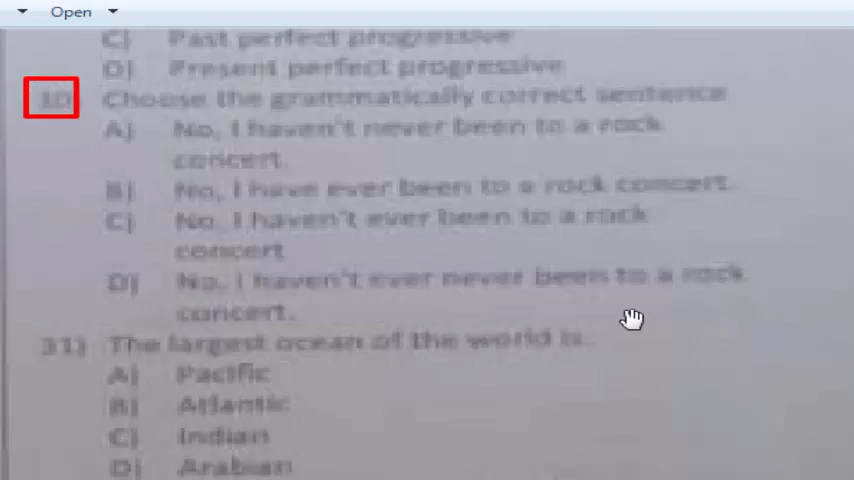 Open
C) Past perfect progressive
D) Present perfect progressive
30) Choose the grammatically correct sentence
A) No, I haven't never been to a rock
concert.
B) No, I have ever been to a rock concert.
C) No, I haven't ever been to a rock
concert
D) No, I haven't ever never been to a rock
concert.
31) The largest ocean of the world is:
A) Pacific
B) Atlantic
C) Indian
D) Arabian